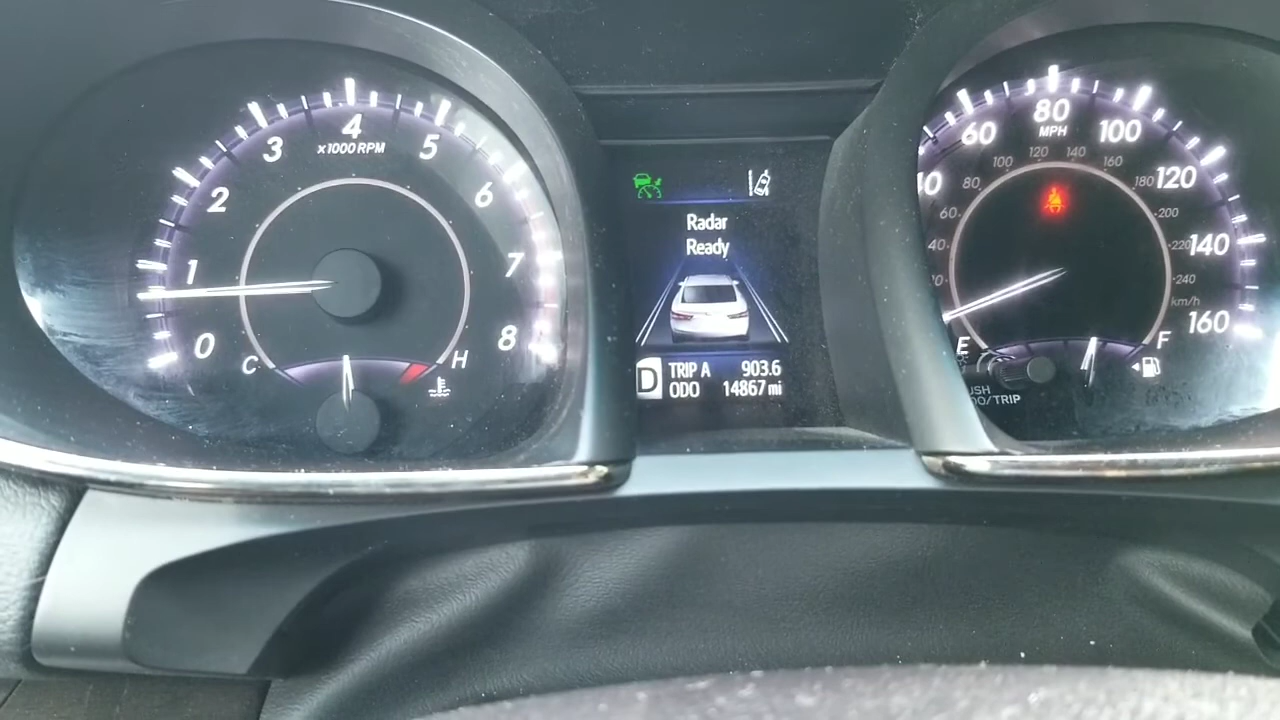 4
×1000 RPM
3
5
2
6
1
7
0
8
C
H
Radar
Ready
D
TRIP A 903.6
ODO 14867 mi
80
MPH
60
100
40
120
140
160
100
120
140
160
80
180
60
200
40
220
240
km/h
E
F
USH
DO/TRIP